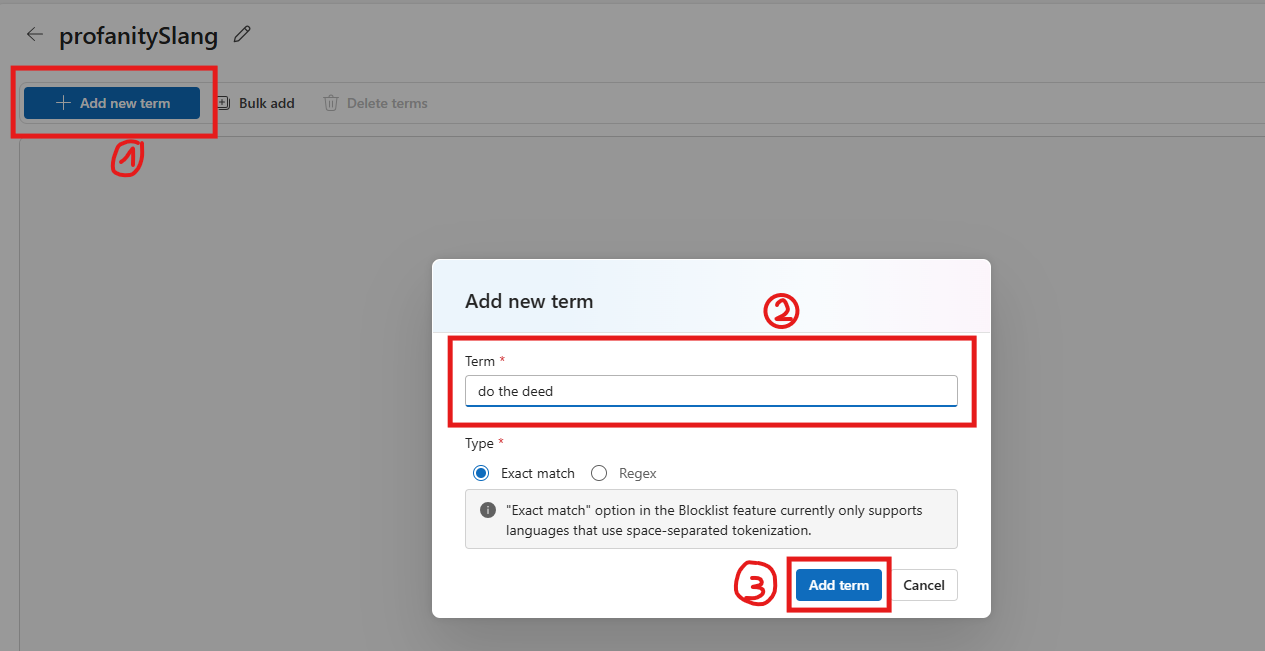 profanitySlang
Add new term
Bulk add
Delete terms
1
Add new term
2
Term *
do the deed
Type *
Exact match
Regex
"Exact match" option in the Blocklist feature currently only supports
languages that use space-separated tokenization.
3
Add term
Cancel